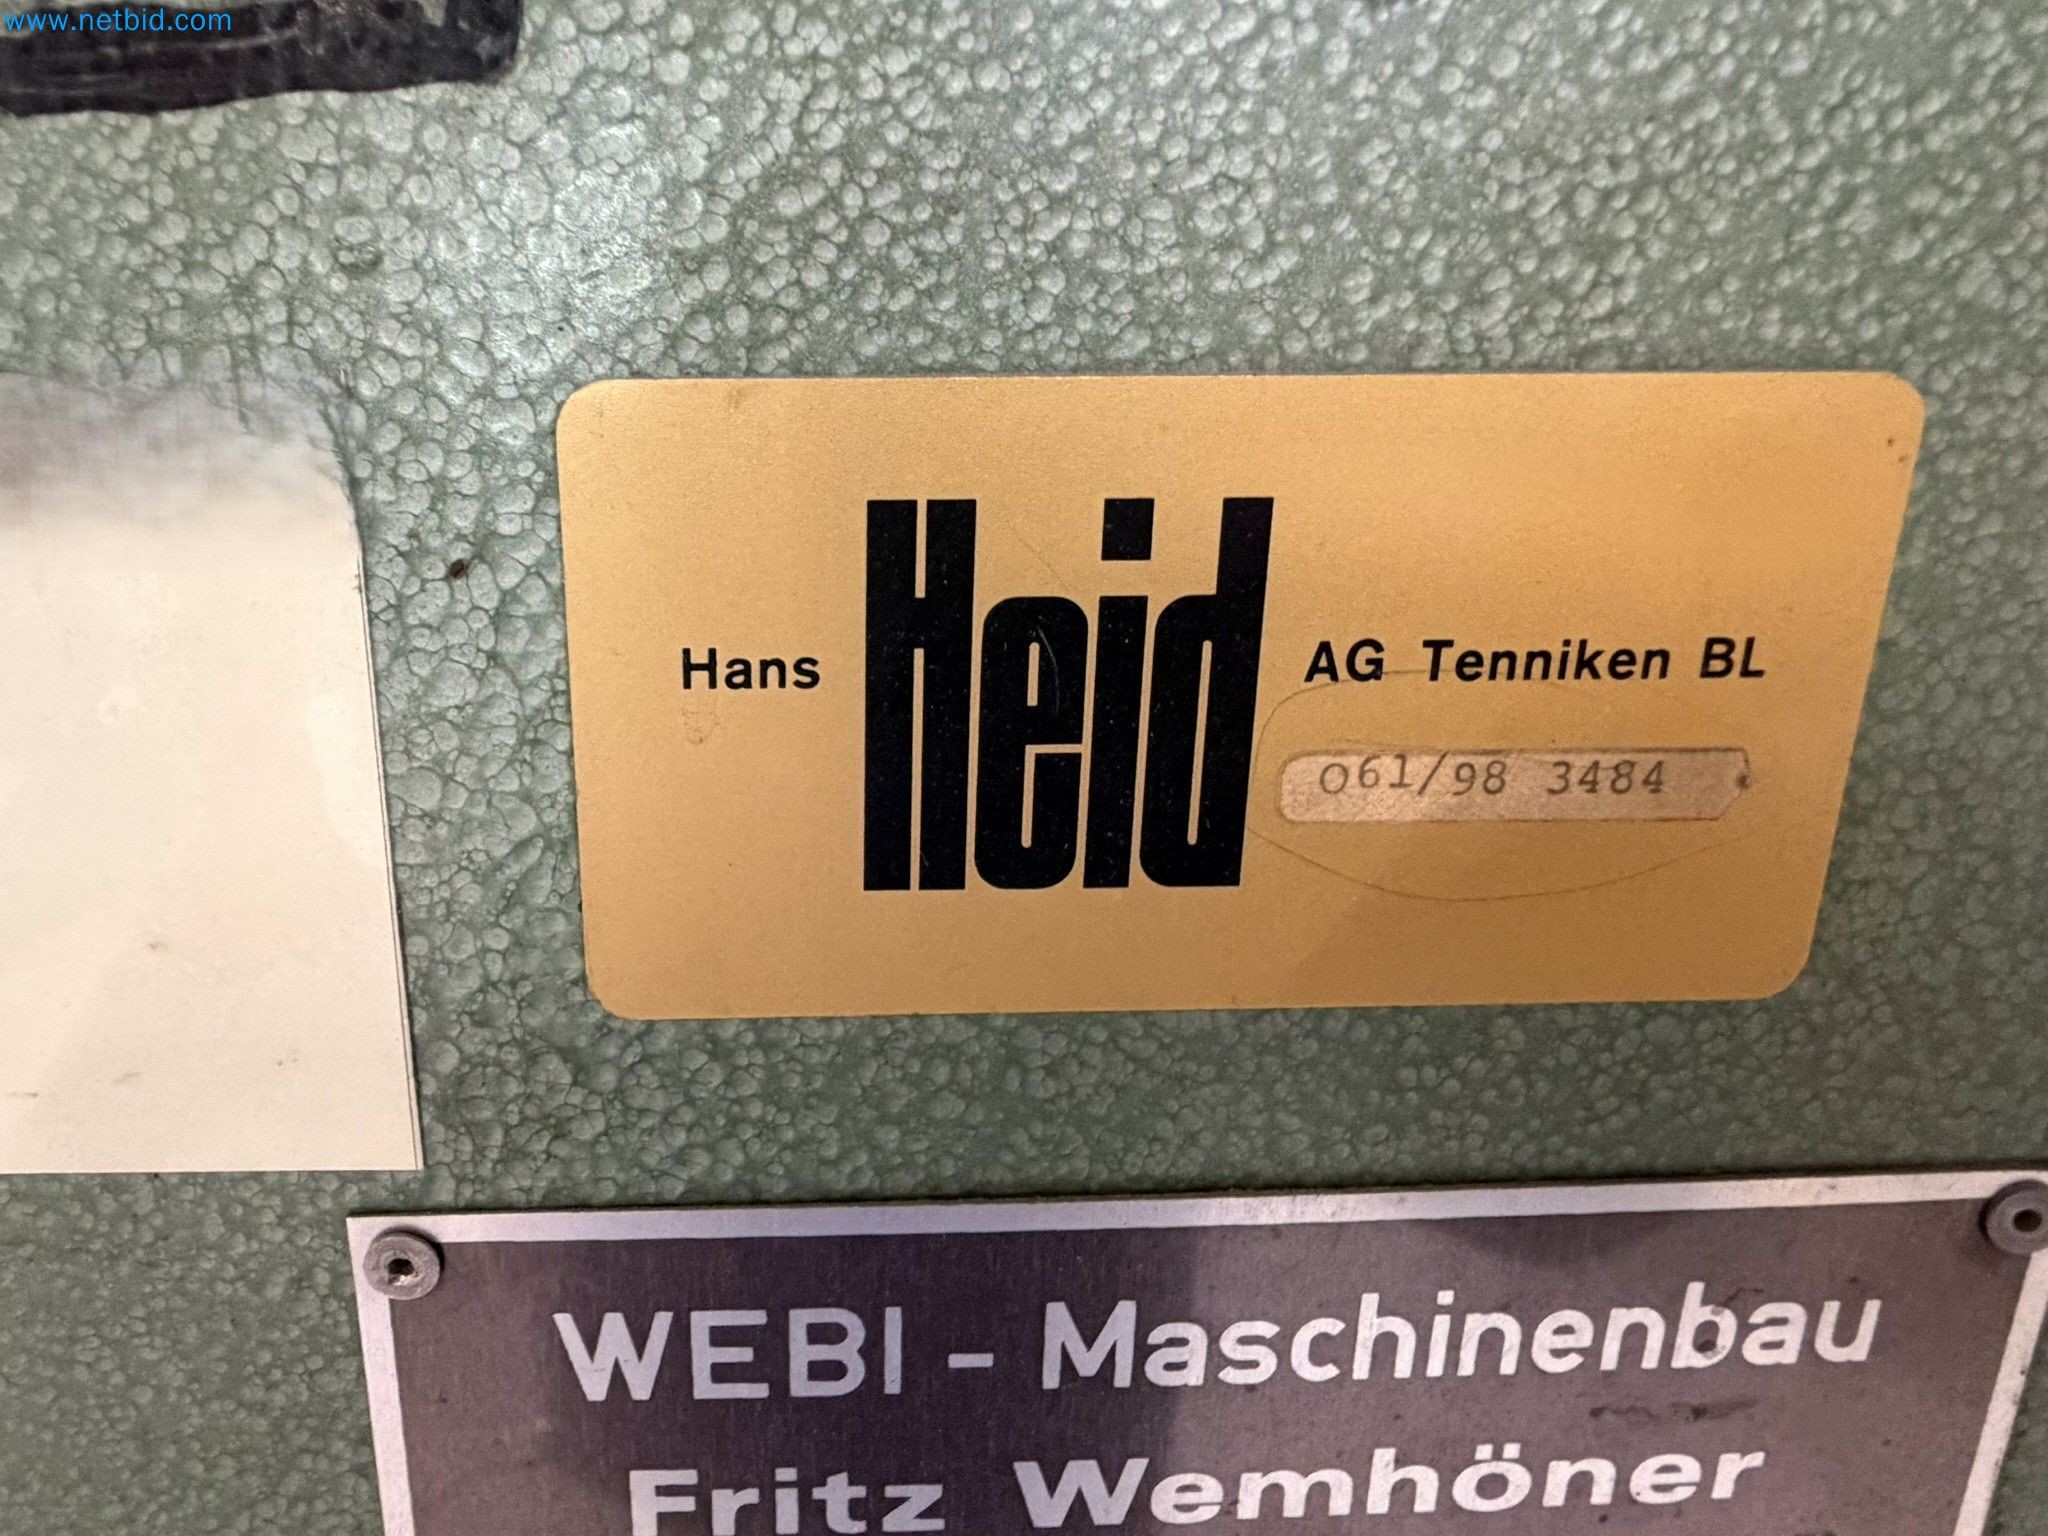 www.netbid.com
Hans Heid AG Tenniken BL
061/98 3484
WEBI - Maschinenbau
Fritz Wemhöner